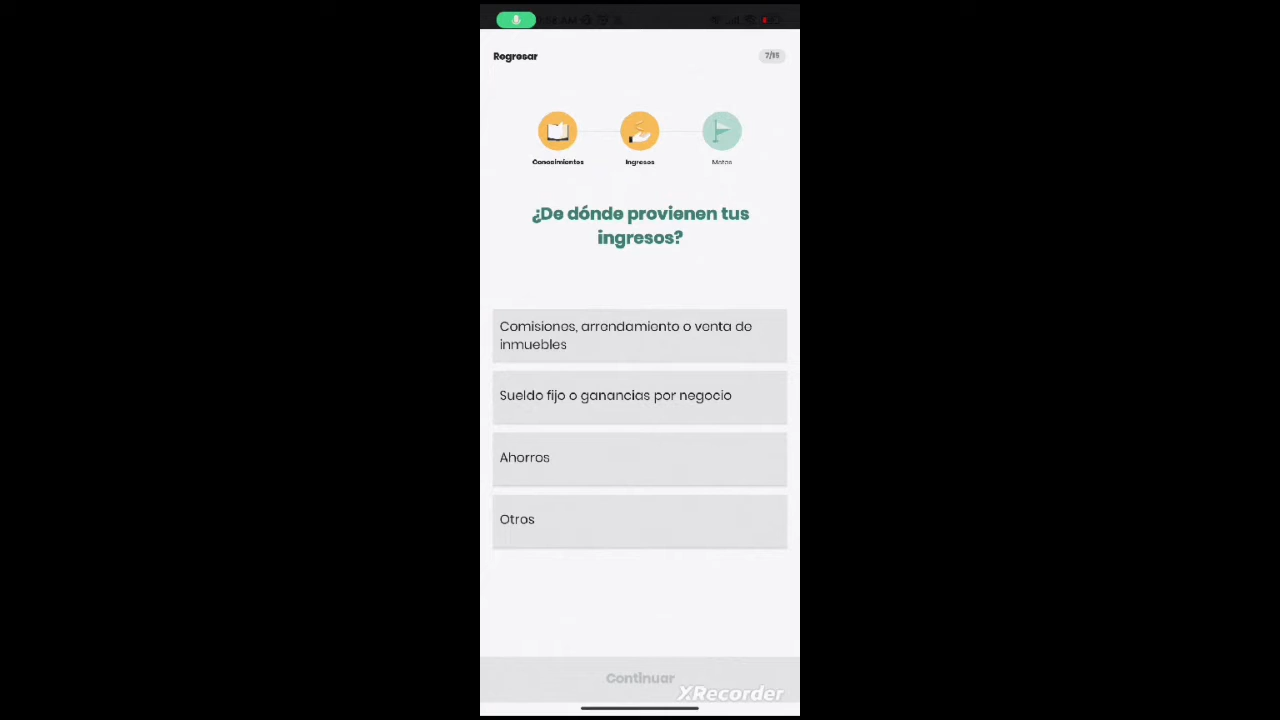 Regresar
7/15
Conocimientos
Ingresos
Metas
¿De dónde provienen tus
ingresos?
Comisiones, arrendamiento o venta de
inmuebles
Sueldo fijo o ganancias por negocio
Ahorros
Otros
Continuar
XRecorder